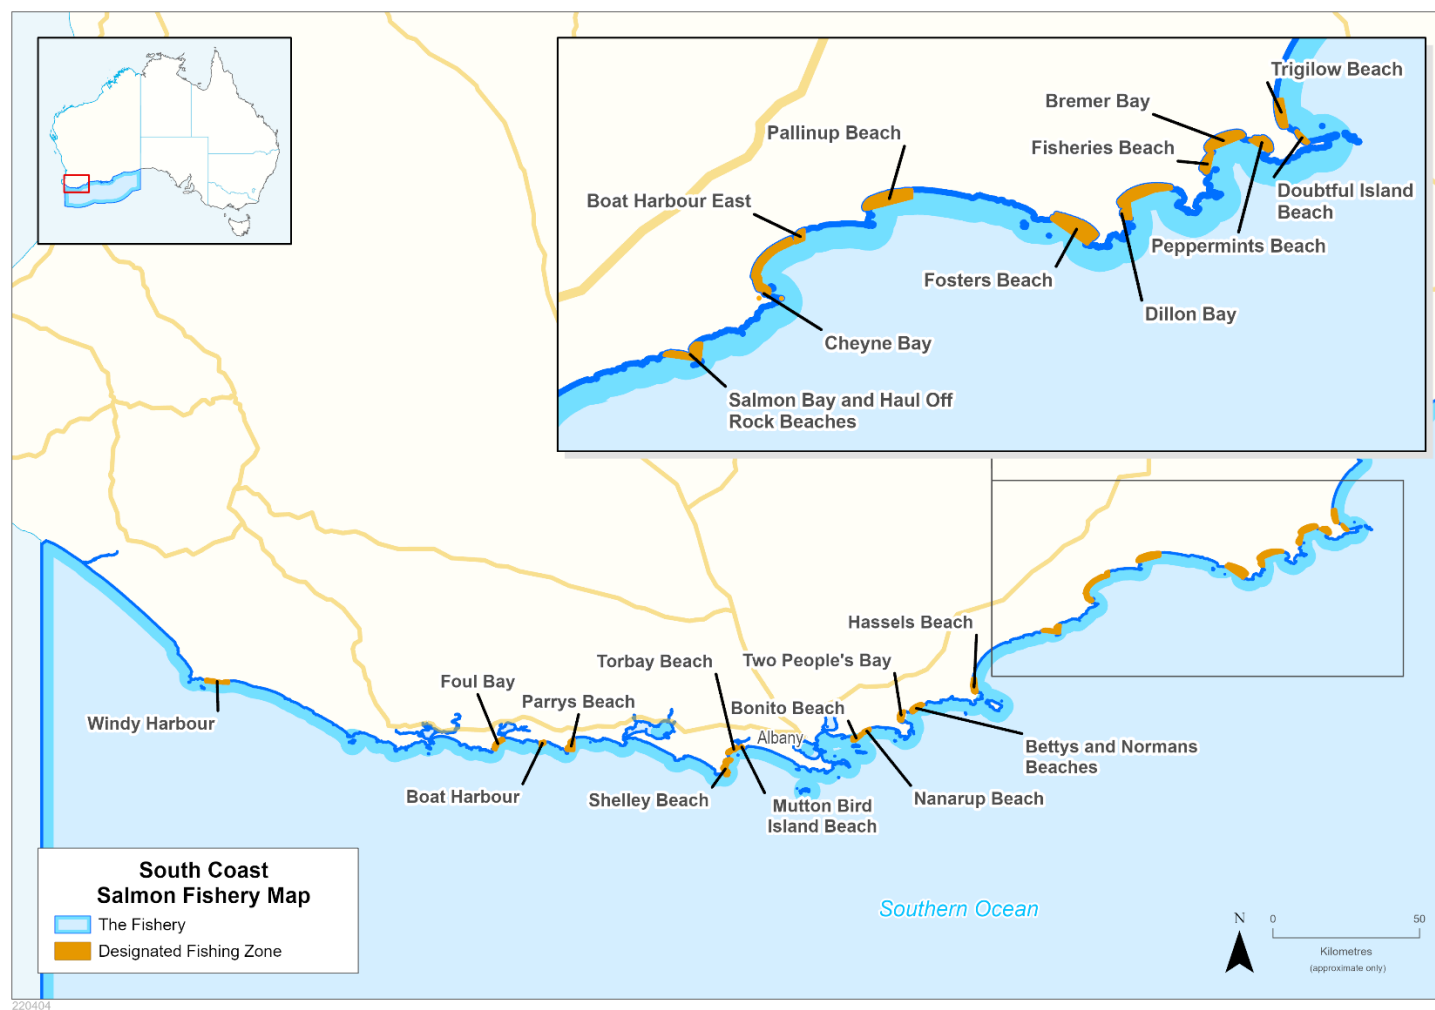 Trigilow Beach
Bremer Bay
Pallinup Beach
Fisheries Beach
Boat Harbour East
Doubtful Island
Beach
Peppermints Beach
Fosters Beach
Dillon Bay
Cheyne Bay
Salmon Bay and Haul Off
Rock Beaches
Hassels Beach
Torbay Beach
Two People's Bay
Foul Bay
Parrys Beach
Bonito Beach
Windy Harbour
Albany
Bettys and Normans
Beaches
Boat Harbour
Shelley Beach
Mutton Bird
Island Beach
Nanarup Beach
South Coast
Salmon Fishery Map
The Fishery
Designated Fishing Zone
Southern Ocean
N
0 50
Kilometres
(approximate only)
220404